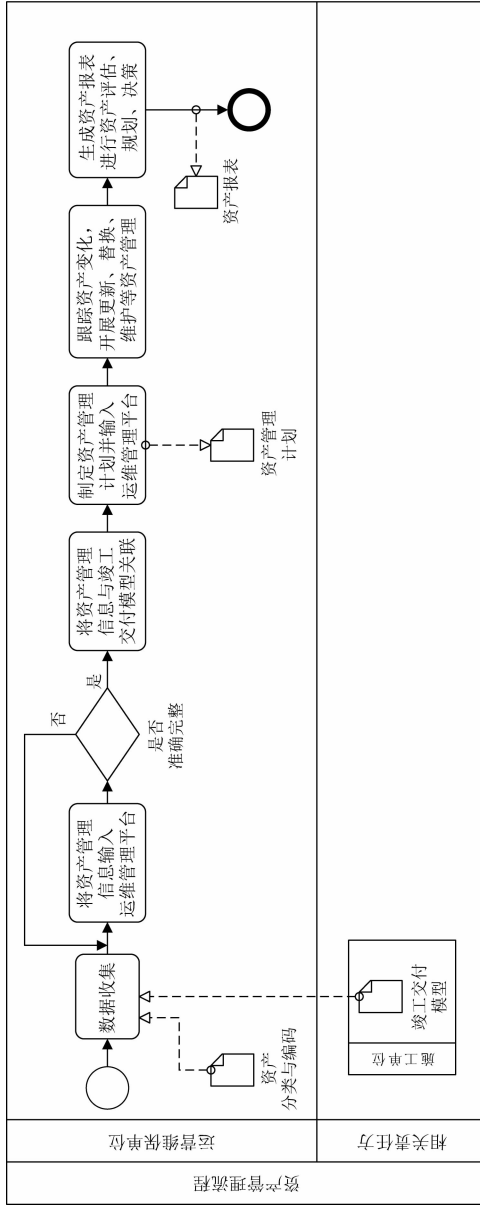 资产管理流程
运营维保单位
相关责任方
数据收集
将资产管理
信息输入
运维管理平台
是否
准确完整
否
是
将资产管理
信息与竣工
交付模型关联
制定资产管理
计划并输入
运维管理平台
跟踪资产变化，
开展更新、替换、
维护等资产管理
生成资产报表
进行资产评估、
规划、决策
资产
分类与编码
资产管理
计划
资产报表
施工单位
竣工交付
模型